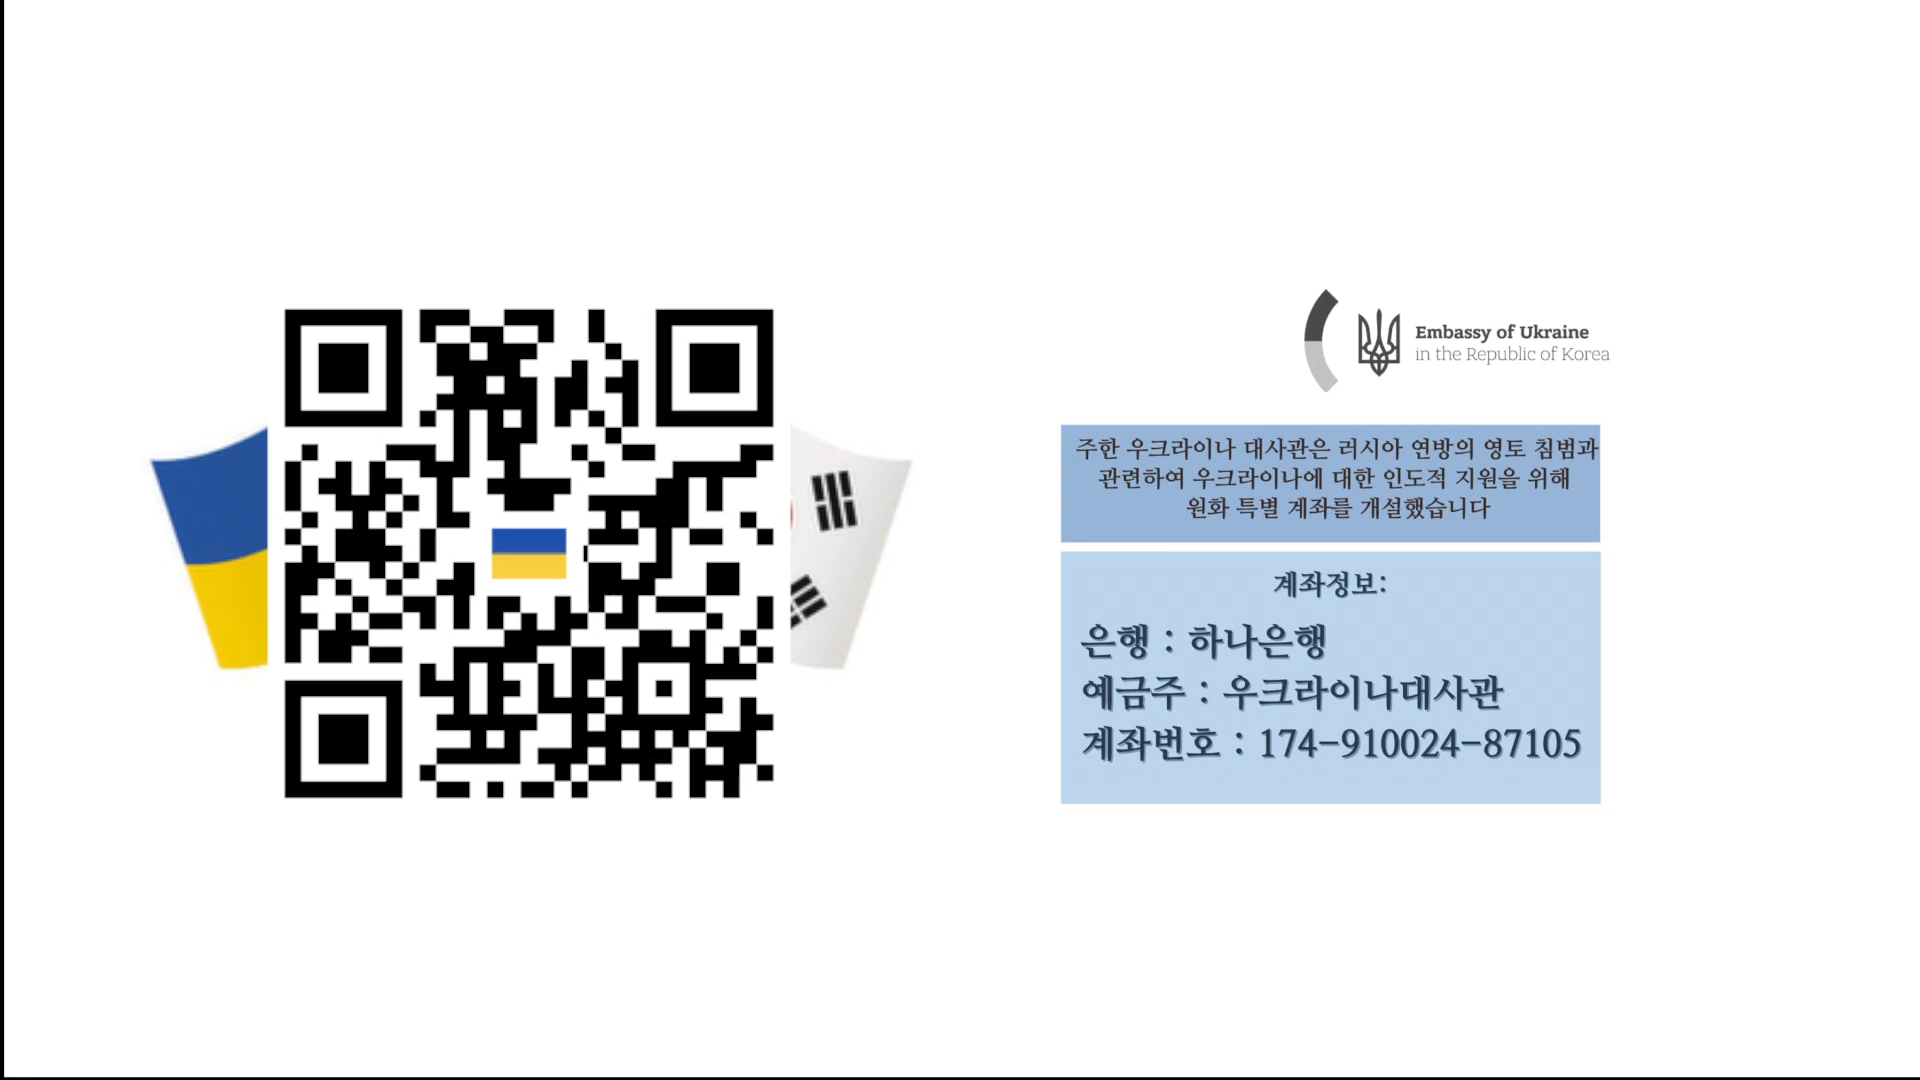 Embassy of Ukraine
in the Republic of Korea
주한 우크라이나 대사관은 러시아 연방의 영토 침범과
관련하여 우크라이나에 대한 인도적 지원을 위해
원화 특별 계좌를 개설했습니다
계좌정보:
은행 : 하나은행
예금주 : 우크라이나대사관
계좌번호 : 174-910024-87105